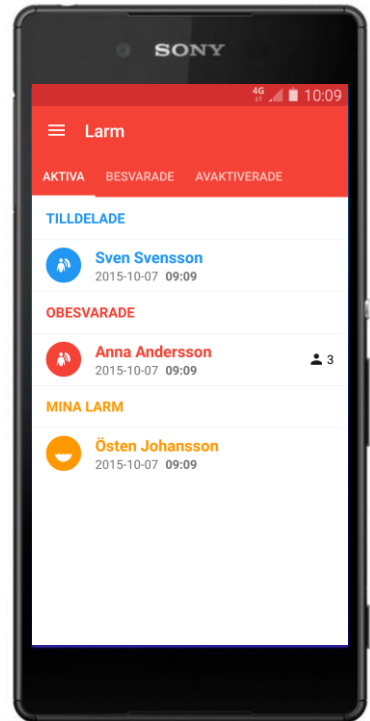 SONY
4G 10:09
Larm
AKTIVA BESVARADE AVAKTIVERADE
TILLDELADE
Sven Svensson
2015-10-07 09:09
OBESVARADE
Anna Andersson 3
2015-10-07 09:09
MINA LARM
Östen Johansson
2015-10-07 09:09